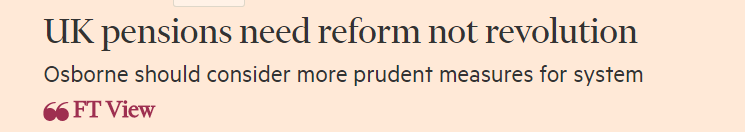 UK pensions need reform not revolution
Osborne should consider more prudent measures for system
FT View